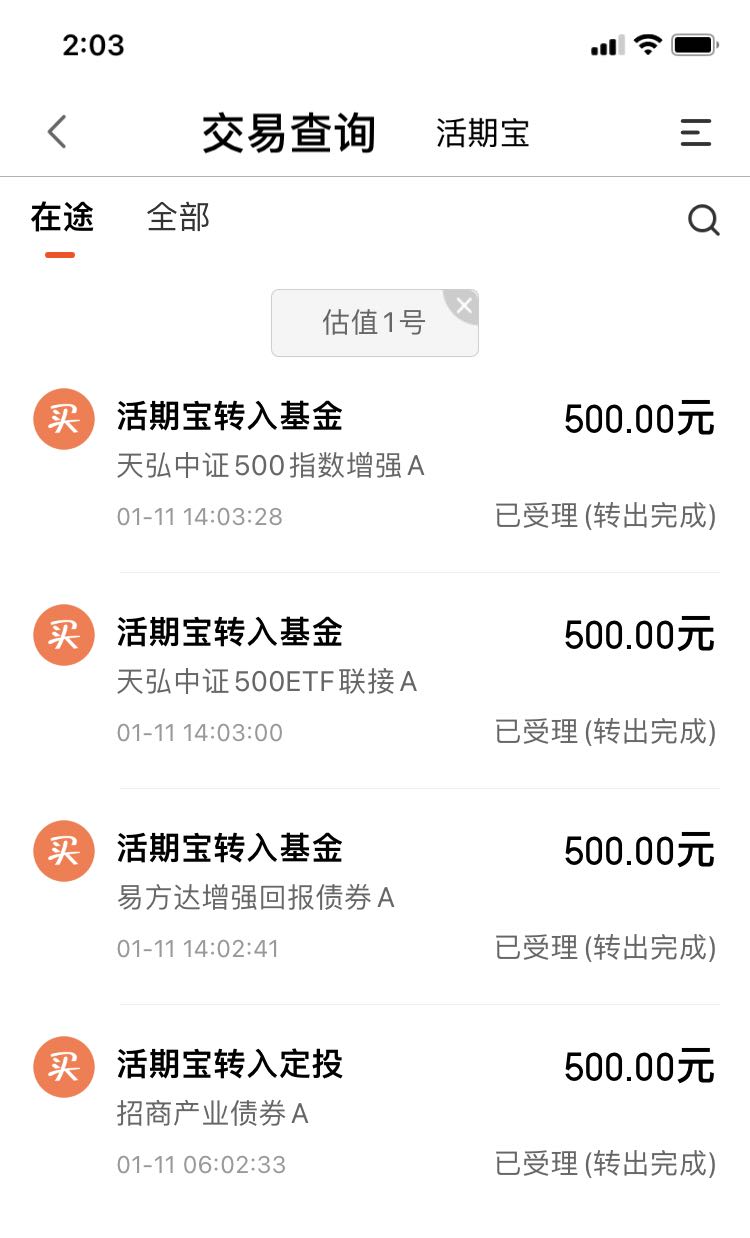 2:03
交易查询 活期宝
在途 全部
估值1号
买 活期宝转入基金 500.00元
天弘中证500指数增强A
01-11 14:03:28 已受理(转出完成)
买 活期宝转入基金 500.00元
天弘中证500ETF联接A
01-11 14:03:00 已受理(转出完成)
买 活期宝转入基金 500.00元
易方达增强回报债券A
01-11 14:02:41 已受理(转出完成)
买 活期宝转入定投 500.00元
招商产业债券A
01-11 06:02:33 已受理(转出完成)